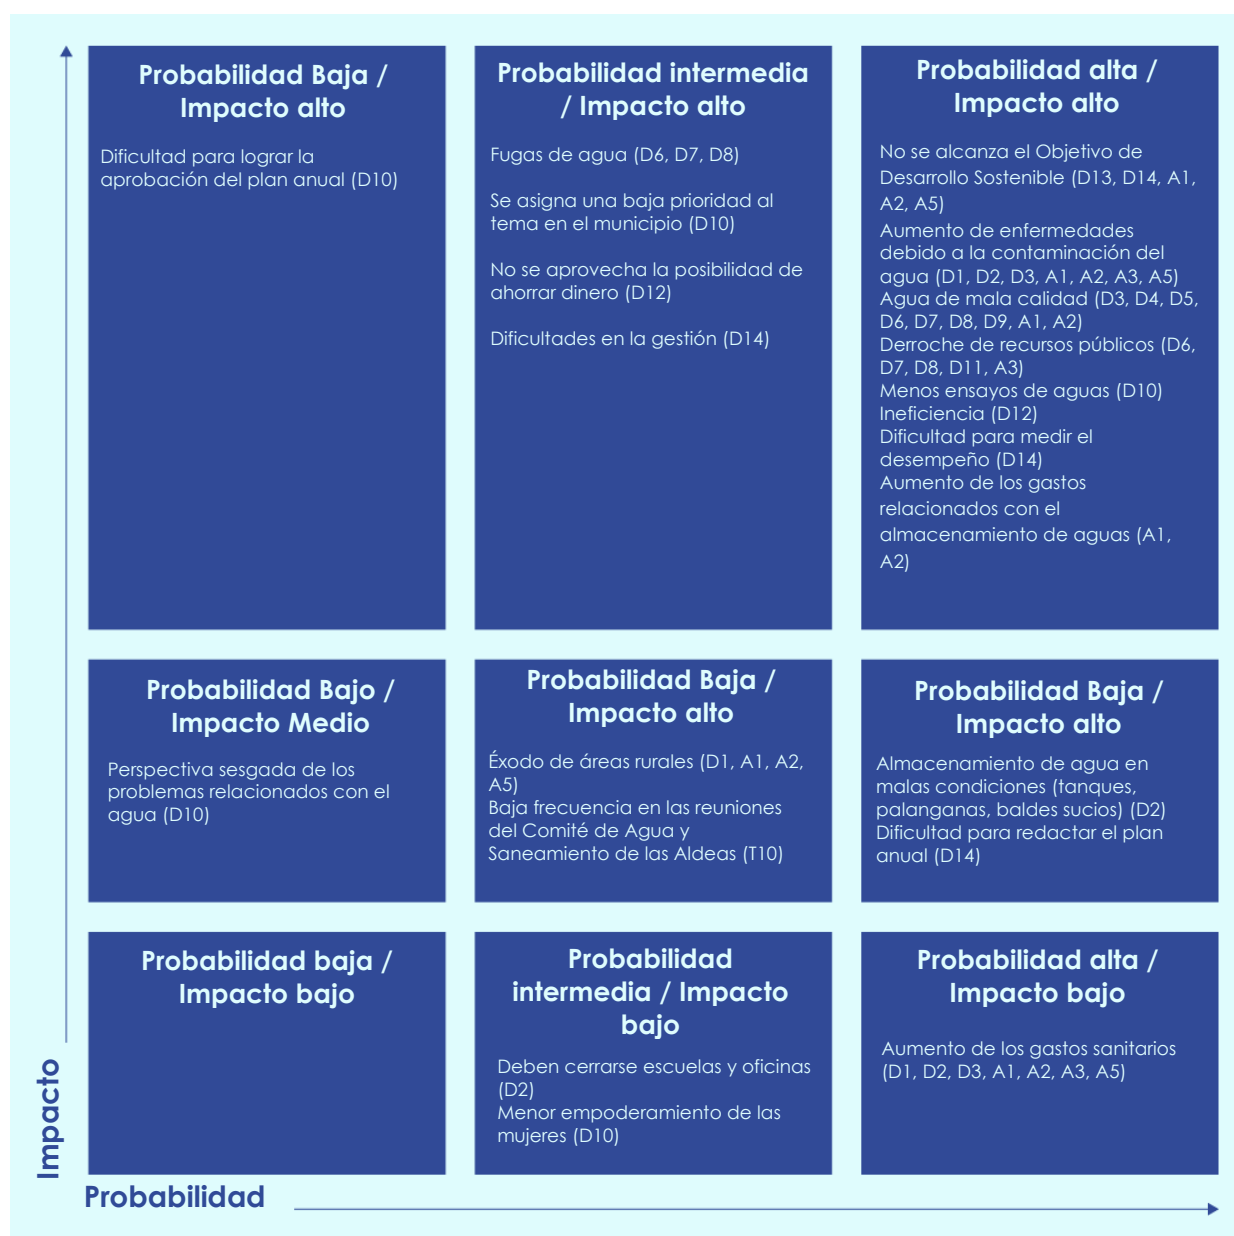 Probabilidad Baja /
Impacto alto
Dificultad para lograr la
aprobación del plan anual (D10)
Probabilidad intermedia
/ Impacto alto
Fugas de agua (D6, D7, D8)
Se asigna una baja prioridad al
tema en el municipio (D10)
No se aprovecha la posibilidad de
ahorrar dinero (D12)
Dificultades en la gestión (D14)
Probabilidad alta /
Impacto alto
No se alcanza el Objetivo de
Desarrollo Sostenible (D13, D14, A1,
A2, A5)
Aumento de enfermedades
debido a la contaminación del
agua (D1, D2, D3, A1, A2, A3, A5)
Agua de mala calidad (D3, D4, D5,
D6, D7, D8, D9, A1, A2)
Derroche de recursos públicos (D6,
D7, D8, D11, A3)
Menos ensayos de aguas (D10)
Ineficiencia (D12)
Dificultad para medir el
desempeño (D14)
Aumento de los gastos
relacionados con el
almacenamiento de aguas (A1,
A2)
Probabilidad Bajo /
Impacto Medio
Perspectiva sesgada de los
problemas relacionados con el
agua (D10)
Probabilidad Baja /
Impacto alto
Éxodo de áreas rurales (D1, A1, A2,
A5)
Baja frecuencia en las reuniones
del Comité de Agua y
Saneamiento de las Aldeas (T10)
Probabilidad Baja /
Impacto alto
Almacenamiento de agua en
malas condiciones (tanques,
palanganas, baldes sucios) (D2)
Dificultad para redactar el plan
anual (D14)
Probabilidad baja /
Impacto bajo
Probabilidad
intermedia / Impacto
bajo
Deben cerrarse escuelas y oficinas
(D2)
Menor empoderamiento de las
mujeres (D10)
Probabilidad alta /
Impacto bajo
Aumento de los gastos sanitarios
(D1, D2, D3, A1, A2, A3, A5)
Impacto
Probabilidad